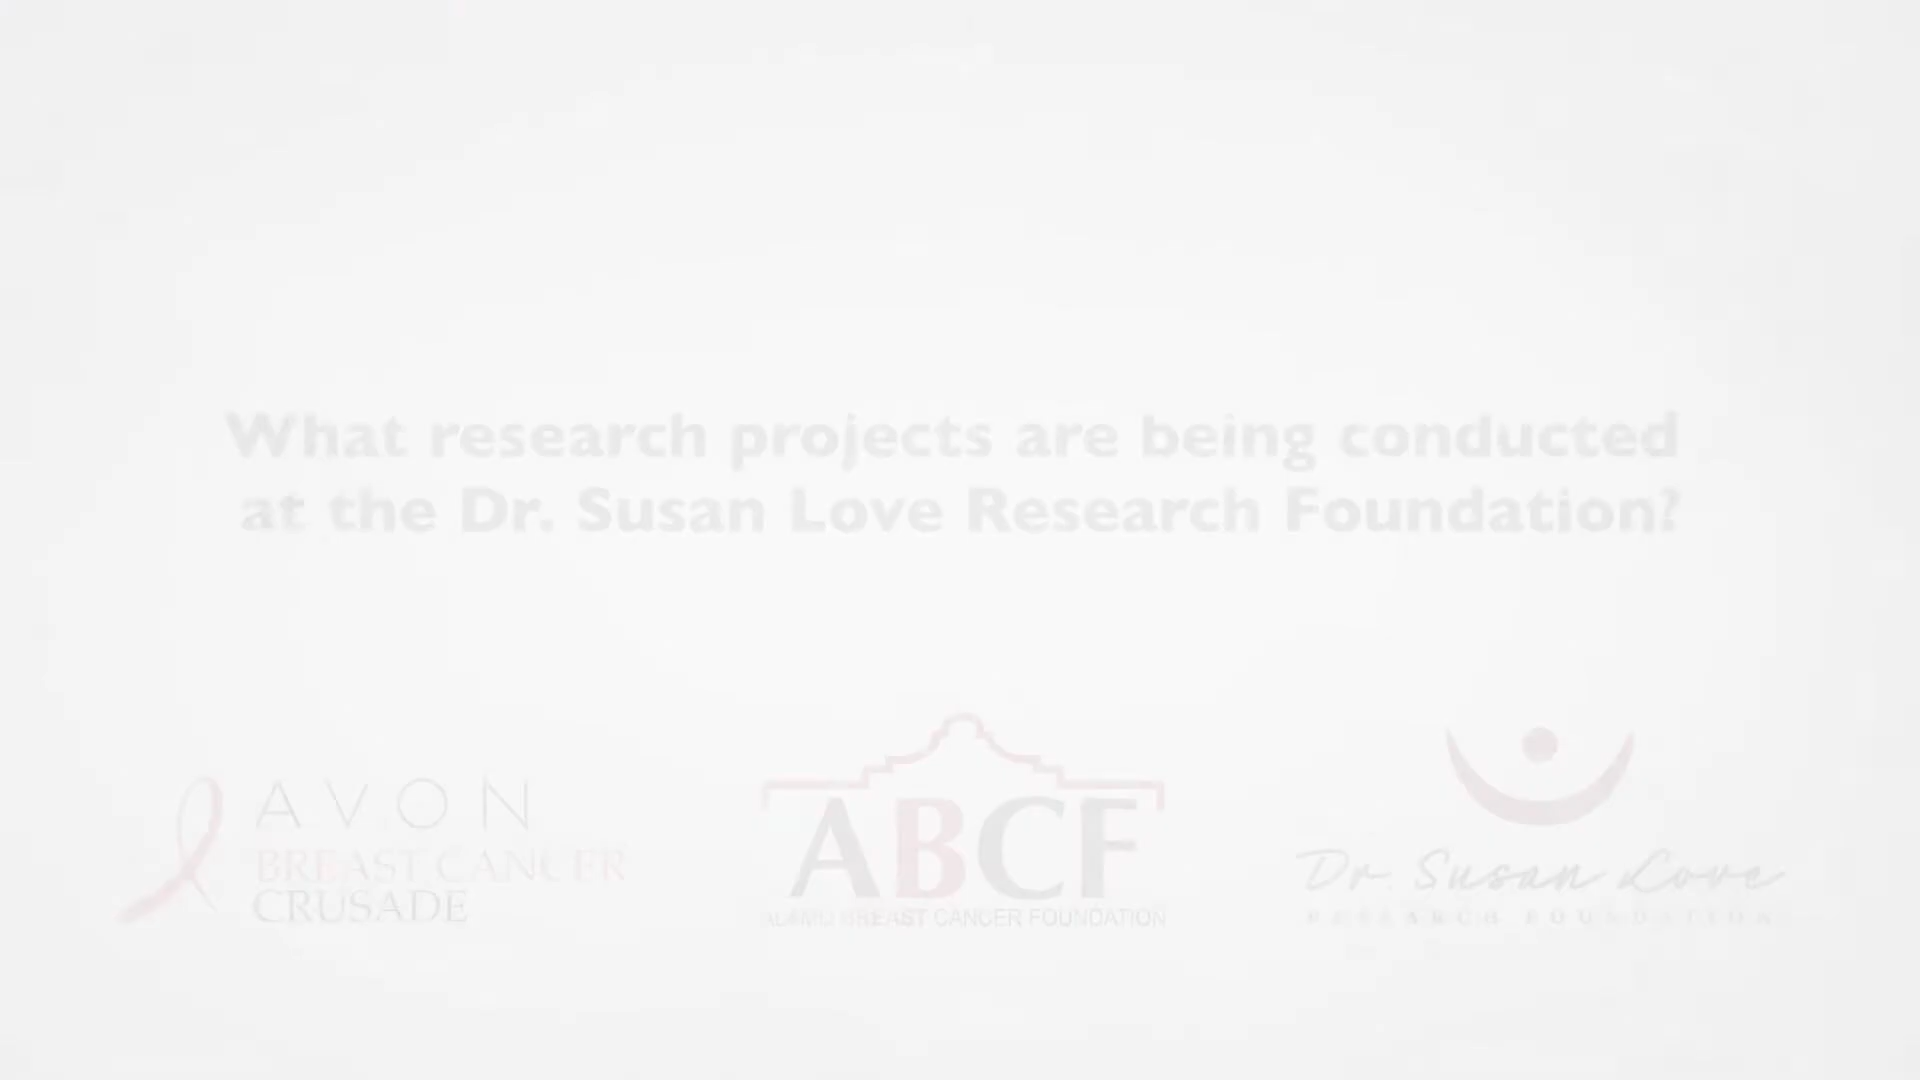 What research projects are being conducted
at the Dr. Susan Love Research Foundation?
AVON
BREAST CANCER
CRUSADE
ABCF
ALAMO BREAST CANCER FOUNDATION
Dr. Susan Love
RESEARCH FOUNDATION